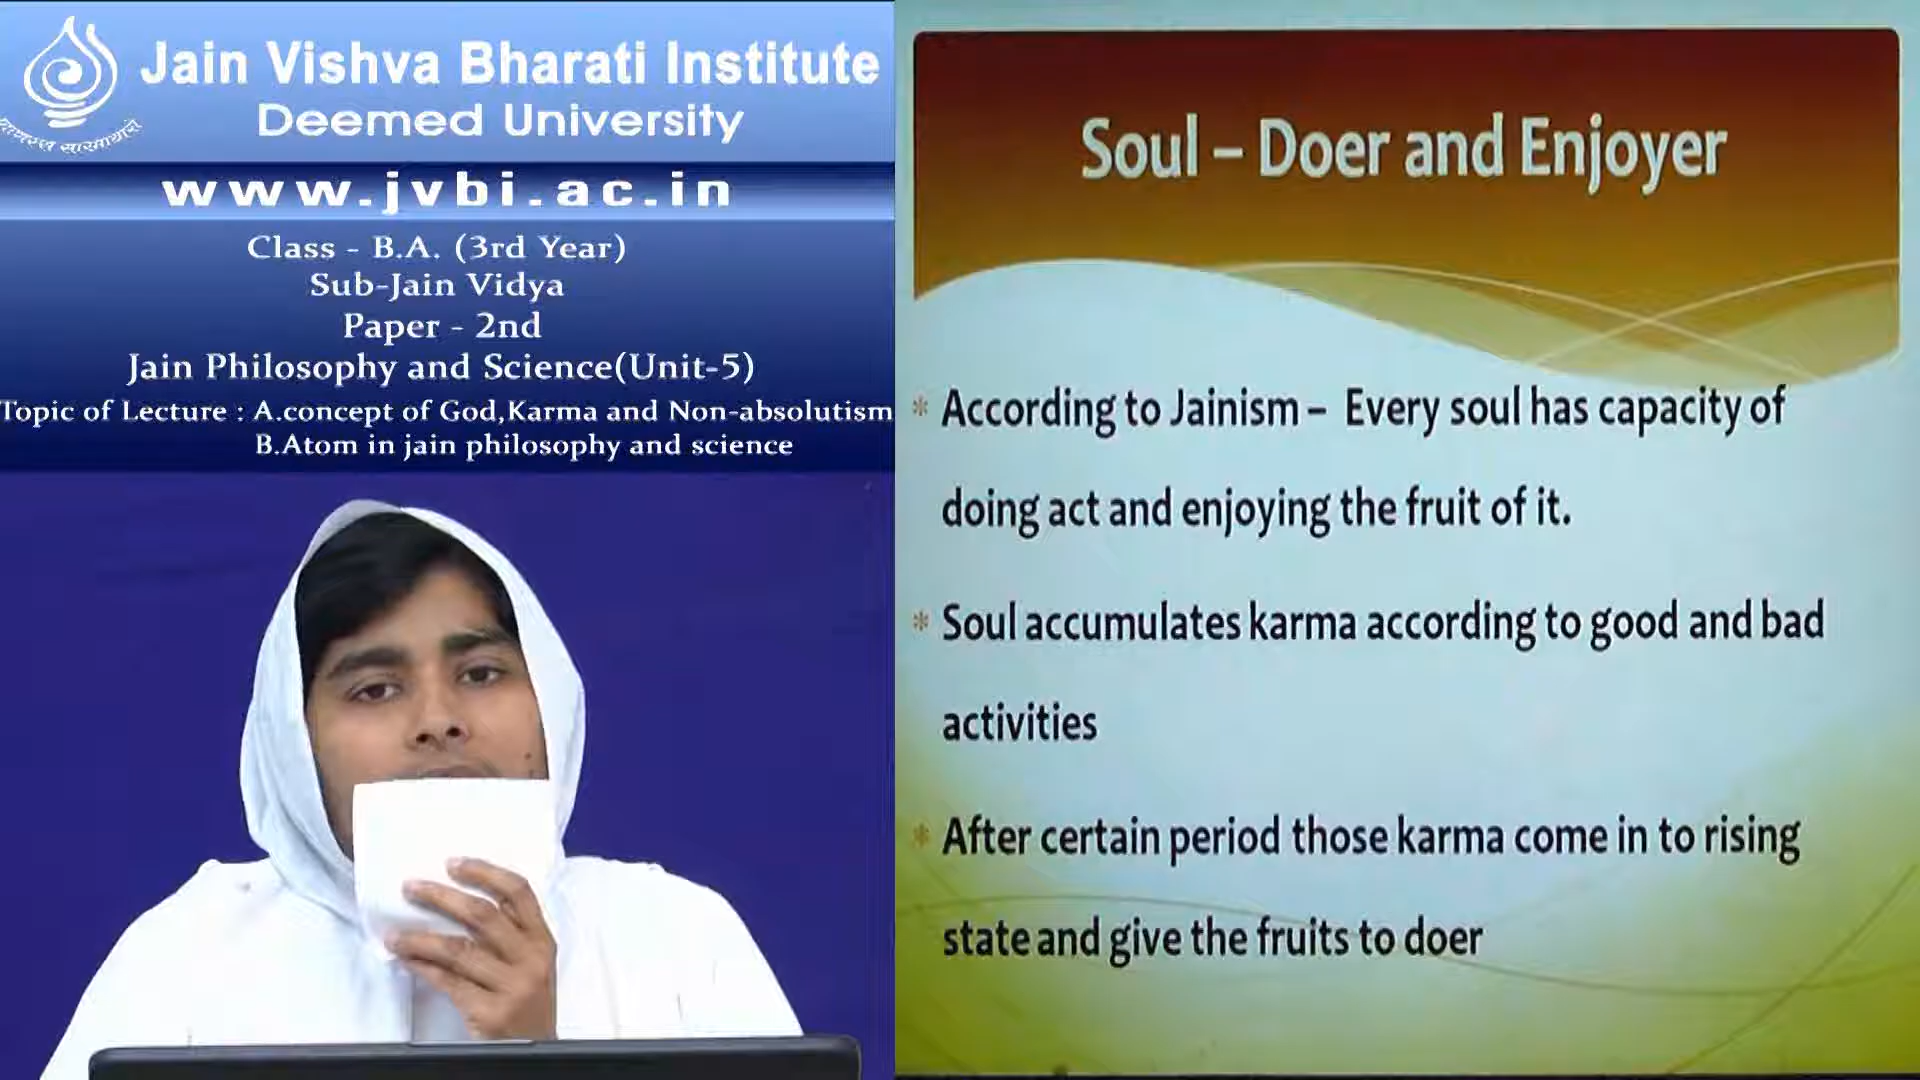 Jain Vishva Bharati Institute
Deemed University
www.jvbi.ac.in
Class - B.A. (3rd Year)
Sub-Jain Vidya
Paper - 2nd
Jain Philosophy and Science(Unit-5)
Topic of Lecture : A.concept of God,Karma and Non-absolutism
B.Atom in jain philosophy and science
Soul – Doer and Enjoyer
* According to Jainism – Every soul has capacity of
doing act and enjoying the fruit of it.
* Soul accumulates karma according to good and bad
activities
* After certain period those karma come in to rising
state and give the fruits to doer